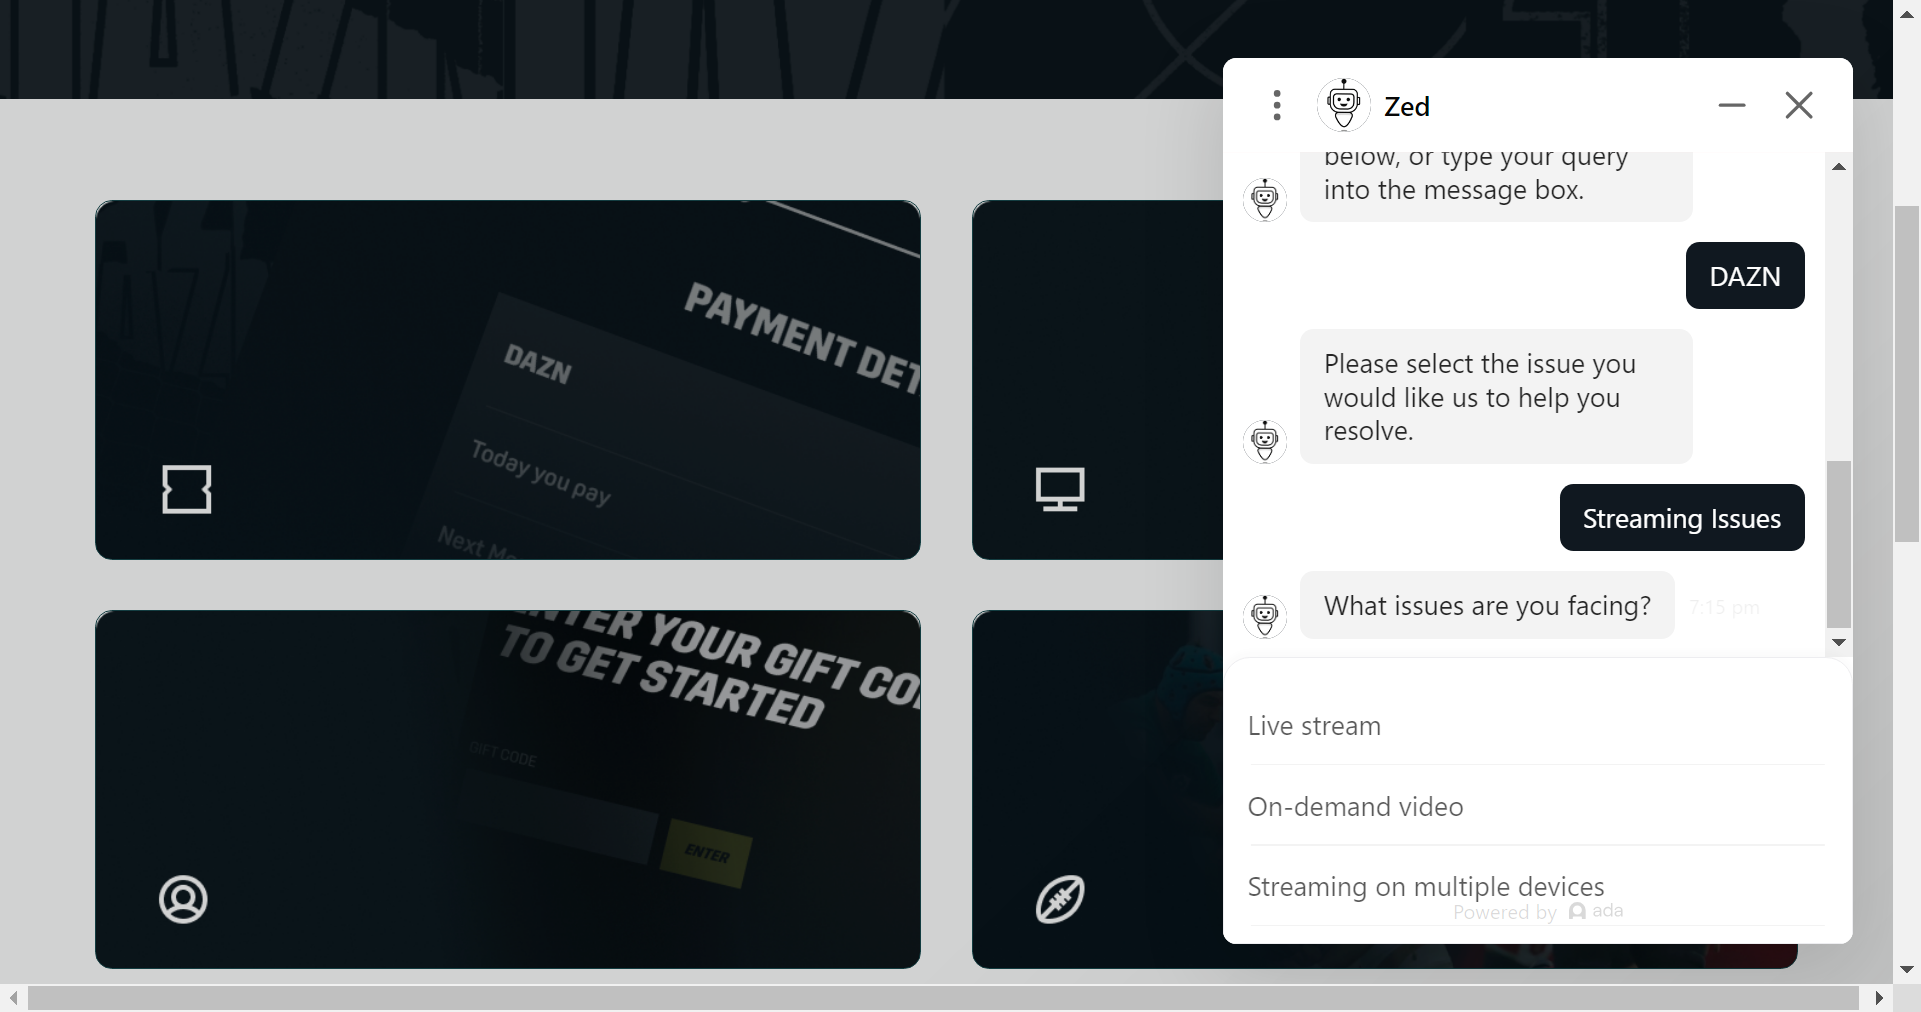 PAYMENT DET
DAZN
Today you pay
Next Mo
ENTER YOUR GIFT CO
TO GET STARTED
GIFT CODE
ENTER
Zed
below, or type your query
into the message box.
DAZN
Please select the issue you
would like us to help you
resolve.
Streaming Issues
What issues are you facing?
7:15 pm
Live stream
On-demand video
Streaming on multiple devices
Powered by ada